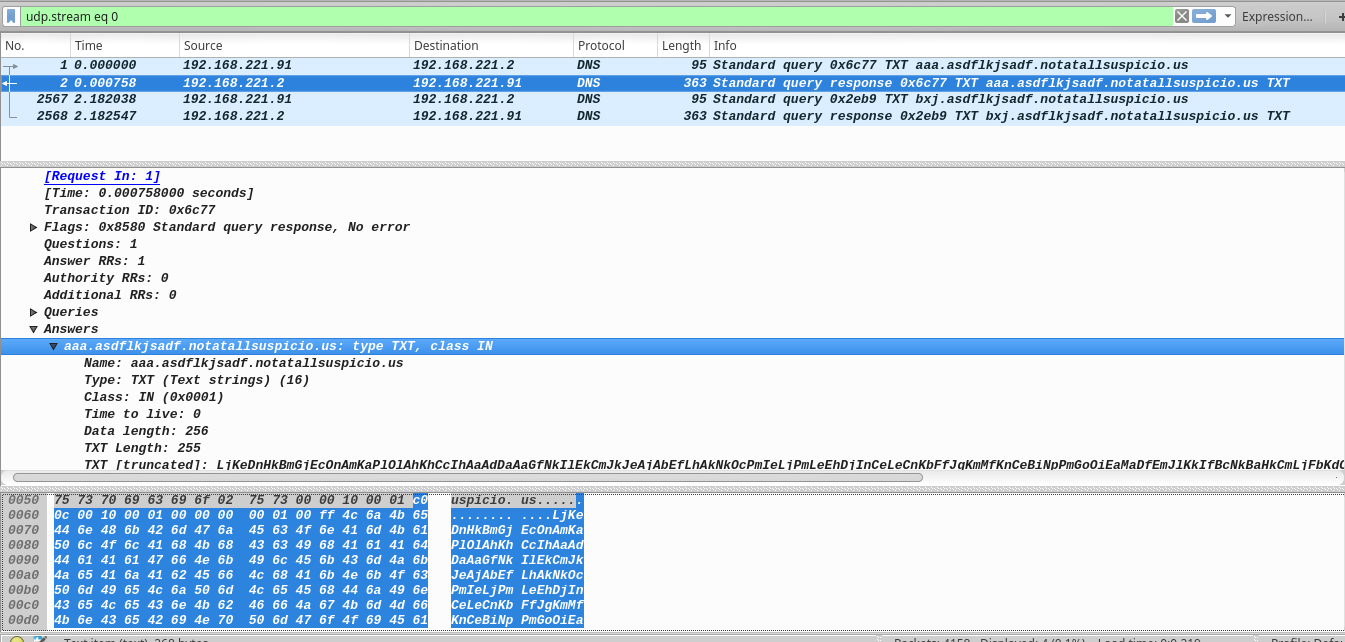 udp.stream eq 0 Expression... +
No. Time Source Destination Protocol Length Info
1 0.000000 192.168.221.91 192.168.221.2 DNS 95 Standard query 0x6c77 TXT aaa.asdflkjsadf.notatallsuspicio.us
2 0.000758 192.168.221.2 192.168.221.91 DNS 363 Standard query response 0x6c77 TXT aaa.asdflkjsadf.notatallsuspicio.us TXT
2567 2.182038 192.168.221.91 192.168.221.2 DNS 95 Standard query 0x2eb9 TXT bxj.asdflkjsadf.notatallsuspicio.us
2568 2.182547 192.168.221.2 192.168.221.91 DNS 363 Standard query response 0x2eb9 TXT bxj.asdflkjsadf.notatallsuspicio.us TXT
[Request In: 1]
[Time: 0.000758000 seconds]
Transaction ID: 0x6c77
Flags: 0x8580 Standard query response, No error
Questions: 1
Answer RRs: 1
Authority RRs: 0
Additional RRs: 0
Queries
Answers
aaa.asdflkjsadf.notatallsuspicio.us: type TXT, class IN
Name: aaa.asdflkjsadf.notatallsuspicio.us
Type: TXT (Text strings) (16)
Class: IN (0x0001)
Time to live: 0
Data length: 256
TXT Length: 255
TXT [truncated]: LjKeDnHkBmGjEcOnAmKaPlOlAhKhCcIhAaAdDaAaGfNkIlEkCmJkJeAjAbEfLhAkNkOcPmIeLjPmLeEhDjInCeLeCnKbFfJgKmMfKnCeBiNpPmGoOiEaMaDfEmJlKkIfBcNkBaHkCmLjFbKdO
0050 75 73 70 69 63 69 6f 02 75 73 00 00 10 00 01 c0 uspicio. us......
0060 0c 00 10 00 01 00 00 00 00 01 00 ff 4c 6a 4b 65 ........ ....LjKe
0070 44 6e 48 6b 42 6d 47 6a 45 63 4f 6e 41 6d 4b 61 DnHkBmGj EcOnAmKa
0080 50 6c 4f 6c 41 68 4b 68 43 63 49 68 41 61 41 64 PlOlAhKh CcIhAaAd
0090 44 61 41 61 47 66 4e 6b 49 6c 45 6b 43 6d 4a 6b DaAaGfNk IlEkCmJk
00a0 4a 65 41 6a 41 62 45 66 4c 68 41 6b 4e 6b 4f 63 JeAjAbEf LhAkNkOc
00b0 50 6d 49 65 4c 6a 50 6d 4c 65 45 68 44 6a 49 6e PmIeLjPm LeEhDjIn
00c0 43 65 4c 65 43 6e 4b 62 46 66 4a 67 4b 6d 4d 66 CeLeCnKb FfJgKmMf
00d0 4b 6e 43 65 42 69 4e 70 50 6d 47 6f 4f 69 45 61 KnCeBiNp PmGoOiEa